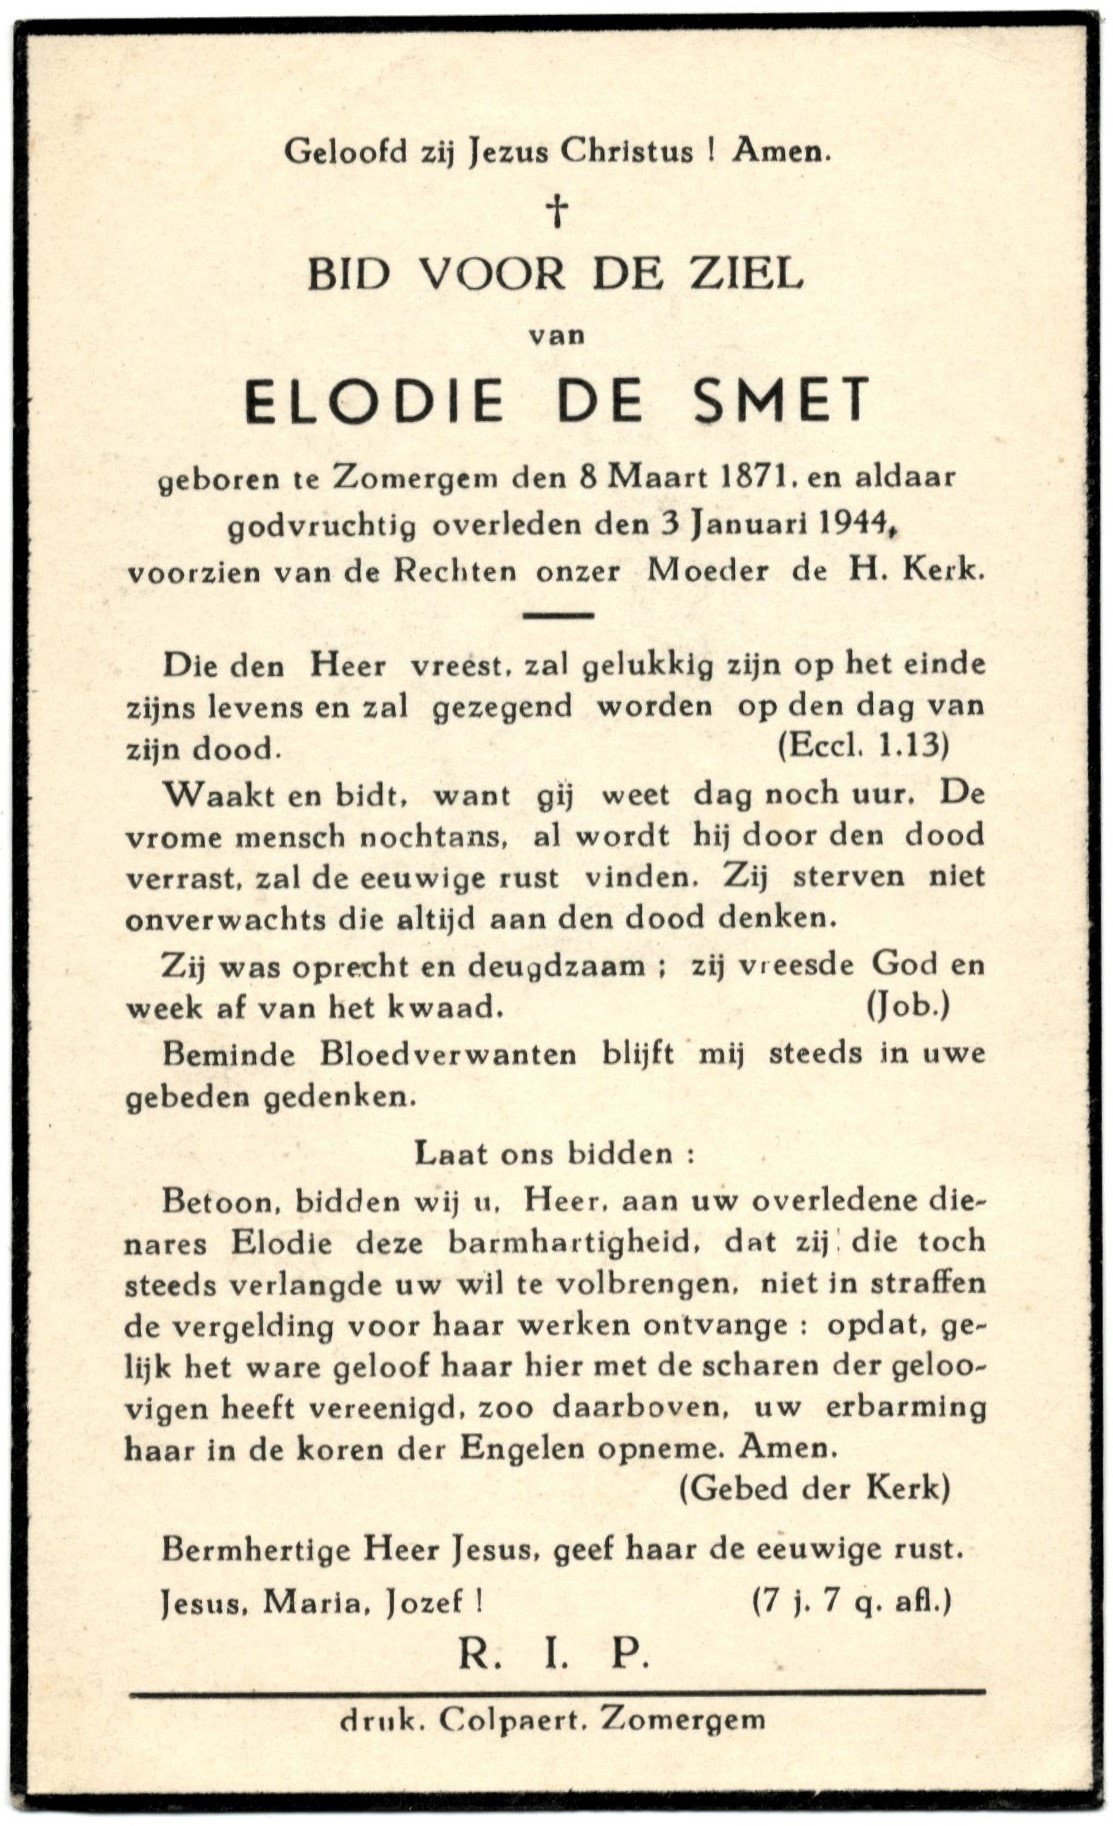 Geloofd zij Jezus Christus ! Amen.
†
BID VOOR DE ZIEL
van
ELODIE DE SMET
geboren te Zomergem den 8 Maart 1871, en aldaar
godvruchtig overleden den 3 Januari 1944,
voorzien van de Rechten onzer Moeder de H. Kerk.
Die den Heer vreest, zal gelukkig zijn op het einde
zijns levens en zal gezegend worden op den dag van
zijn dood. (Eccl. 1.13)
Waakt en bidt, want gij weet dag noch uur. De
vrome mensch nochtans, al wordt hij door den dood
verrast, zal de eeuwige rust vinden. Zij sterven niet
onverwachts die altijd aan den dood denken.
Zij was oprecht en deugdzaam ; zij vreesde God en
week af van het kwaad. (Job.)
Beminde Bloedverwanten blijft mij steeds in uwe
gebeden gedenken.
Laat ons bidden :
Betoon, bidden wij u, Heer, aan uw overledene die-
nares Elodie deze barmhartigheid, dat zij die toch
steeds verlangde uw wil te volbrengen, niet in straffen
de vergelding voor haar werken ontvange : opdat, ge-
lijk het ware geloof haar hier met de scharen der geloo-
vigen heeft vereenigd, zoo daarboven, uw erbarming
haar in de koren der Engelen opneme. Amen.
(Gebed der Kerk)
Bermhertige Heer Jesus, geef haar de eeuwige rust.
Jesus, Maria, Jozef ! (7 j. 7 q. afl.)
R. I. P.
druk. Colpaert, Zomergem